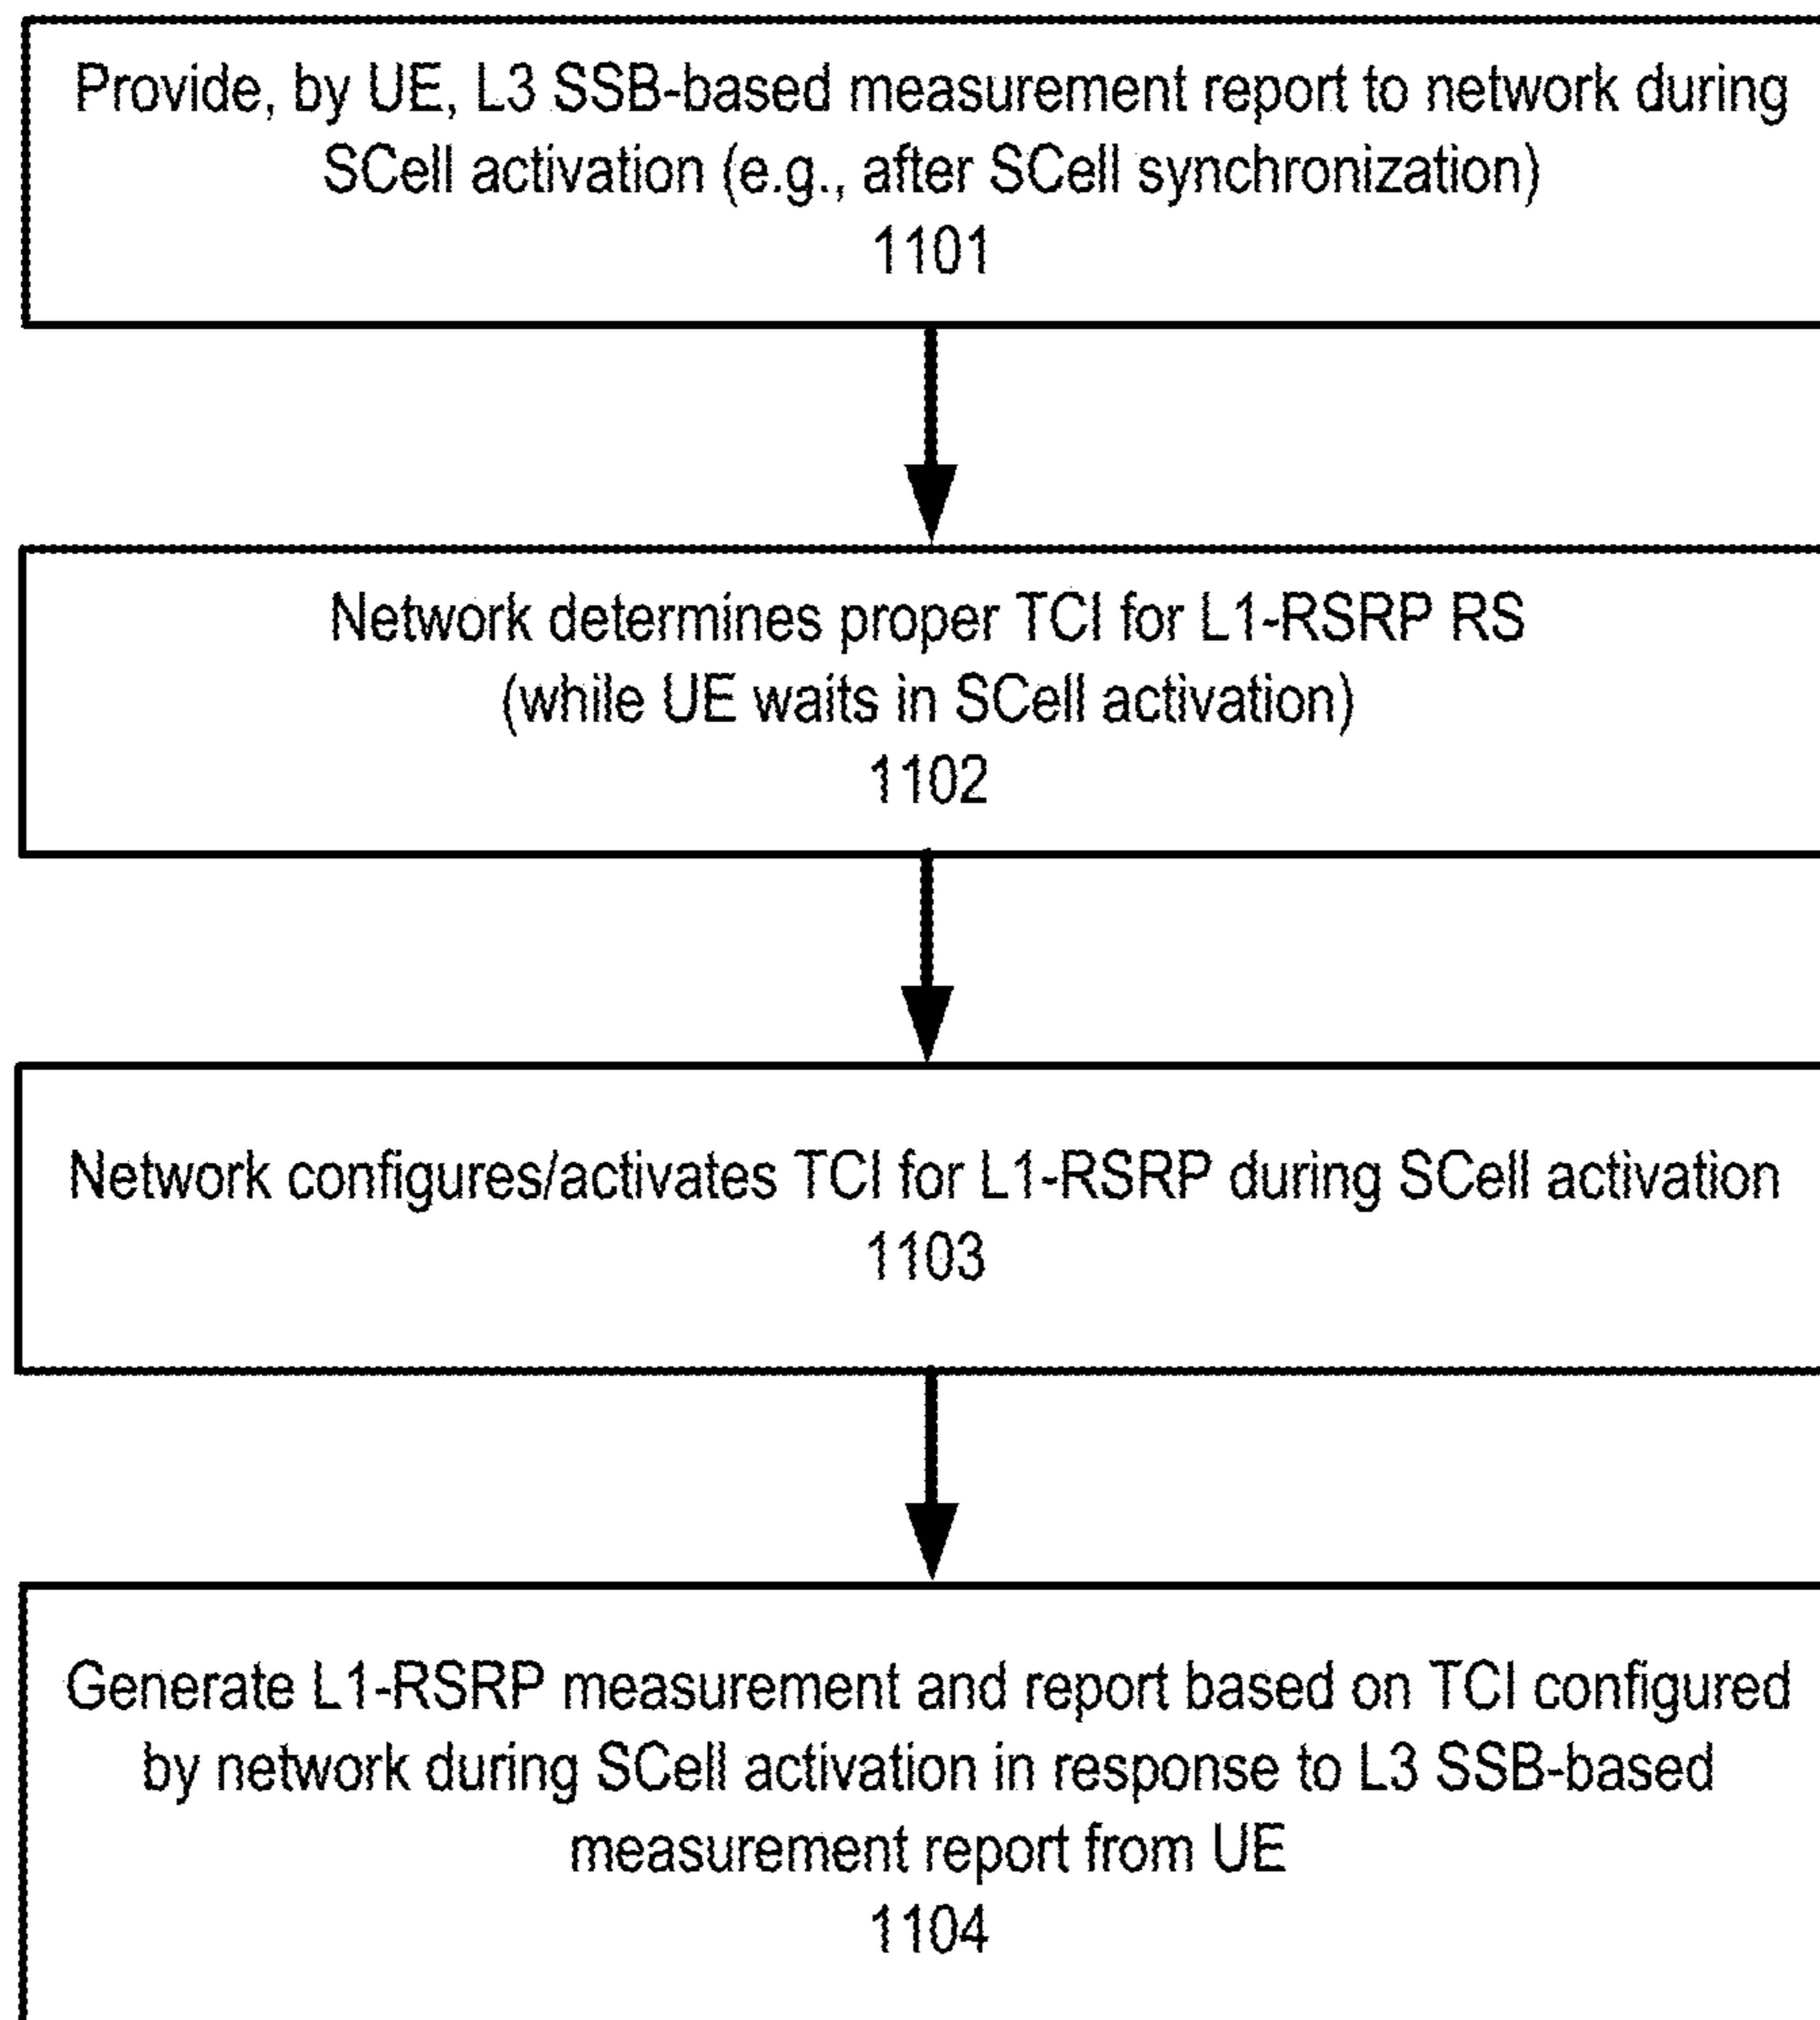 Provide, by UE, L3 SSB-based measurement report to network during
SCell activation (e.g., after SCell synchronization)
1101
Network determines proper TCI for L1-RSRP RS
(while UE waits in SCell activation)
1102
Network configures/activates TCI for L1-RSRP during SCell activation
1103
Generate L1-RSRP measurement and report based on TCI configured
by network during SCell activation in response to L3 SSB-based
measurement report from UE
1104